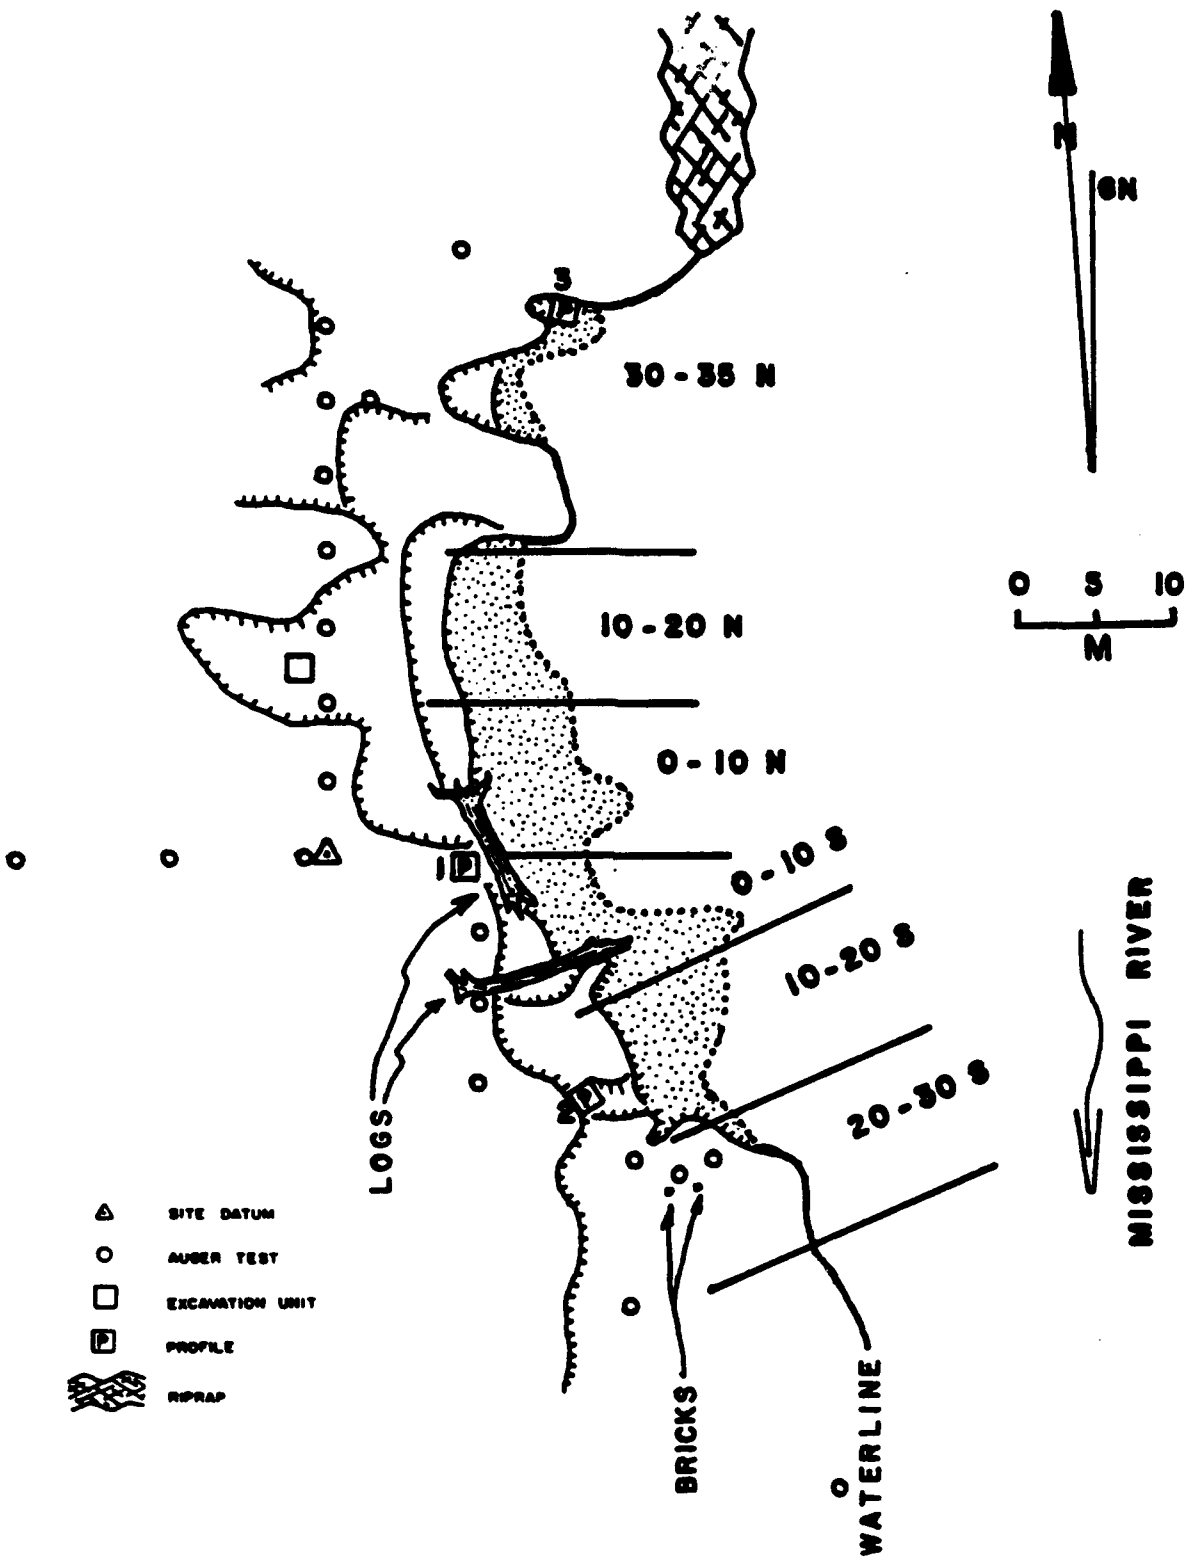 N
GN
3
P
30-35 N
0 5 10
M
10-20 N
0-10 N
1 P
0-10 S
10-20 S
2 P
20-30 S
LOGS
MISSISSIPPI RIVER
SITE DATUM
AUGER TEST
EXCAVATION UNIT
P PROFILE
RIPRAP
BRICKS
WATERLINE